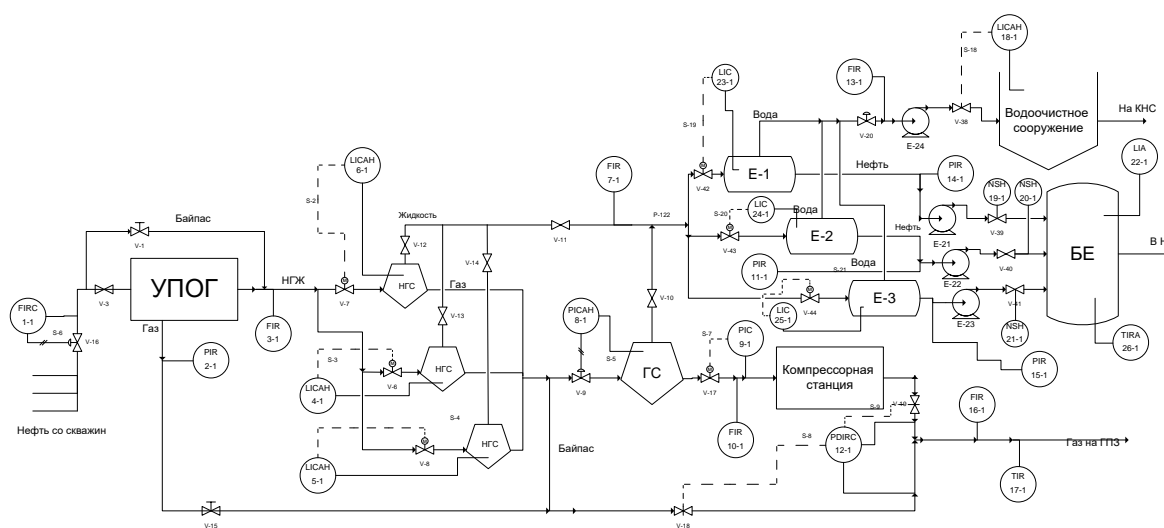 LICAH
18-1
S-18
LIC
23-1
FIR
13-1
S-19
Вода
V-20
E-24
V-38
Водоочистное
сооружение
На КНС
LICAH
6-1
S-2
FIR
7-1
E-1
V-42
Нефть
PIR
14-1
NSH
19-1
NSH
20-1
LIA
22-1
Байпас
V-1
Жидкость
V-12
V-11
P-122
S-20
LIC
24-1
Вода
V-43
E-2
Нефть
E-21
V-39
V-14
УПОГ
V-3
НГЖ
V-7
НГС
Газ
PIR
11-1
Вода
S-21
E-22
V-40
БЕ
В Н
FIRC
1-1
S-6
V-16
Газ
PIR
2-1
FIR
3-1
V-13
V-10
PICAH
8-1
S-5
ГС
V-9
S-7
PIC
9-1
V-17
LIC
25-1
V-44
E-3
E-23
V-41
NSH
21-1
TIRA
26-1
PIR
15-1
S-3
V-6
НГС
LICAH
4-1
Компрессорная
станция
S-9
V-19
FIR
16-1
Нефть со скважин
S-4
НГС
LICAH
5-1
V-8
Байпас
FIR
10-1
S-8
PDIRC
12-1
Газ на ГПЗ
TIR
17-1
V-15
V-18